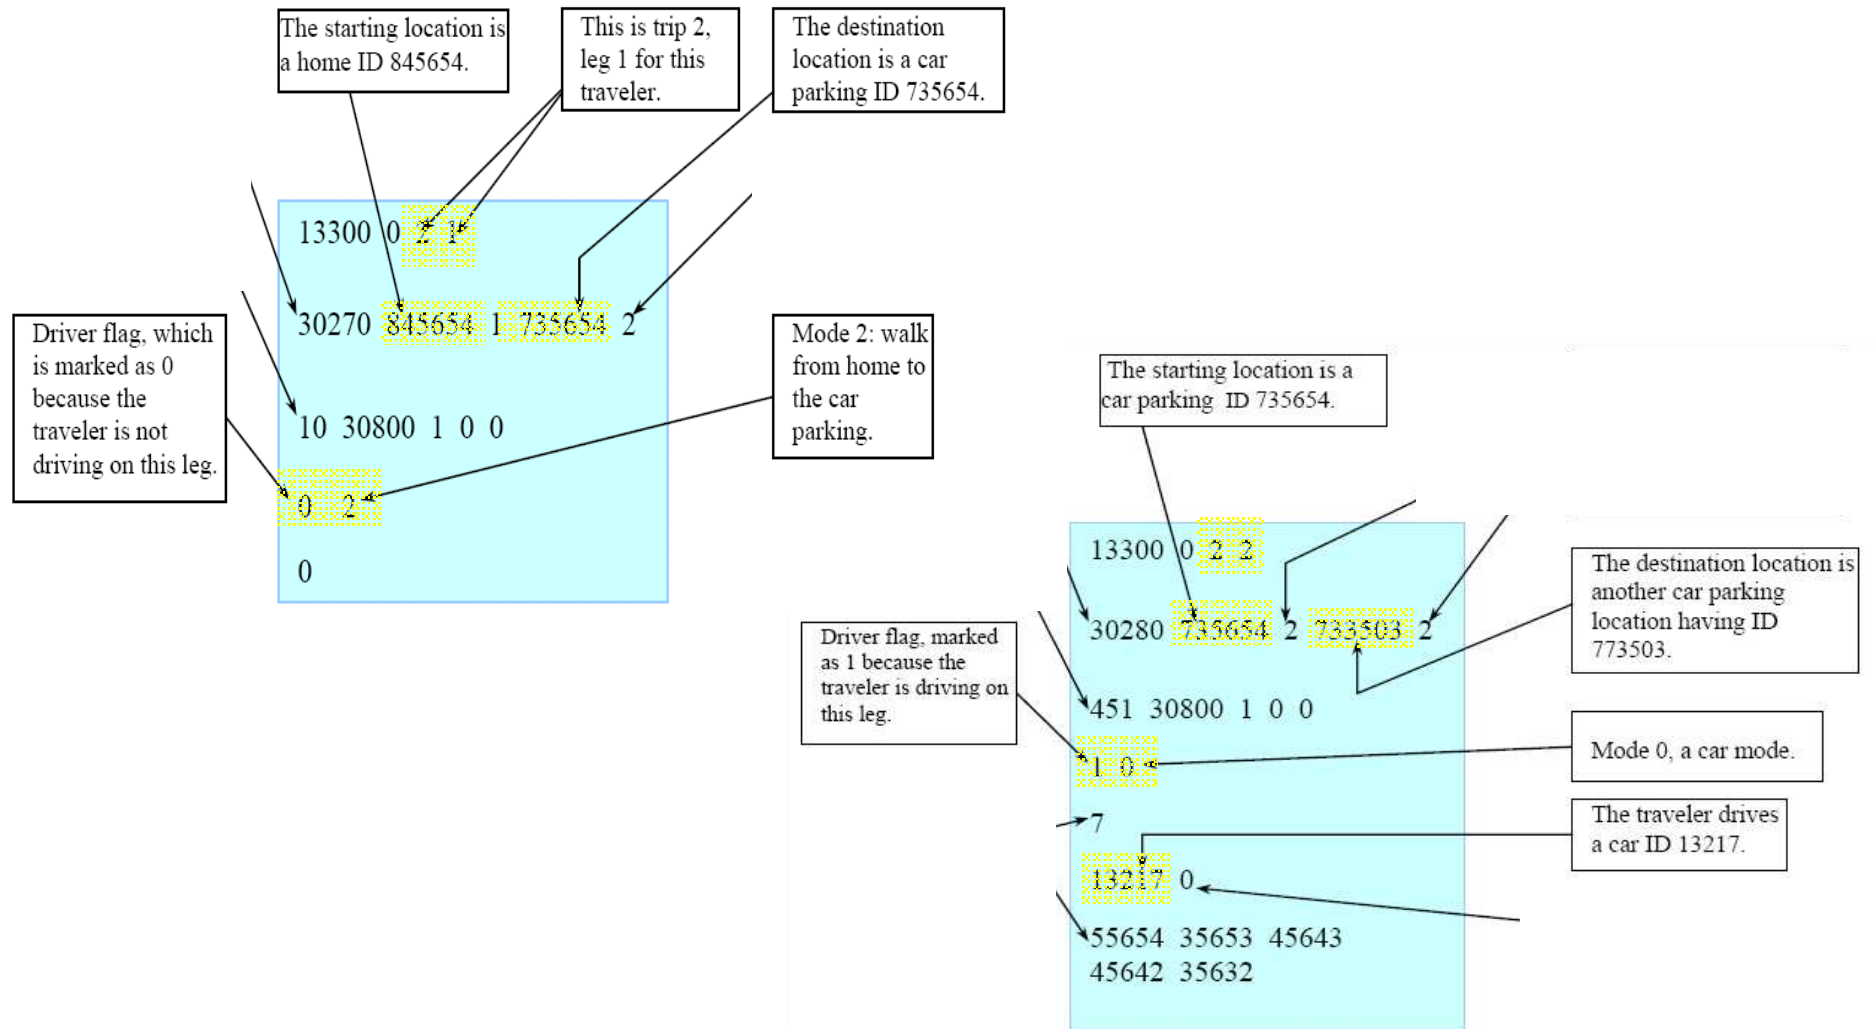 The starting location is
a home ID 845654.
This is trip 2,
leg 1 for this
traveler.
The destination
location is a car
parking ID 735654.
13300 0 2 1
30270 845654 1 735654 2
10 30800 1 0 0
0 2
0
Driver flag, which
is marked as 0
because the
traveler is not
driving on this leg.
Mode 2: walk
from home to
the car
parking.
The starting location is a
car parking ID 735654.
13300 0 2 2
30280 735654 2 733503 2
451 30800 1 0 0
1 0
7
13217 0
55654 35653 45643
45642 35632
Driver flag, marked
as 1 because the
traveler is driving on
this leg.
The destination location is
another car parking
location having ID
773503.
Mode 0, a car mode.
The traveler drives
a car ID 13217.